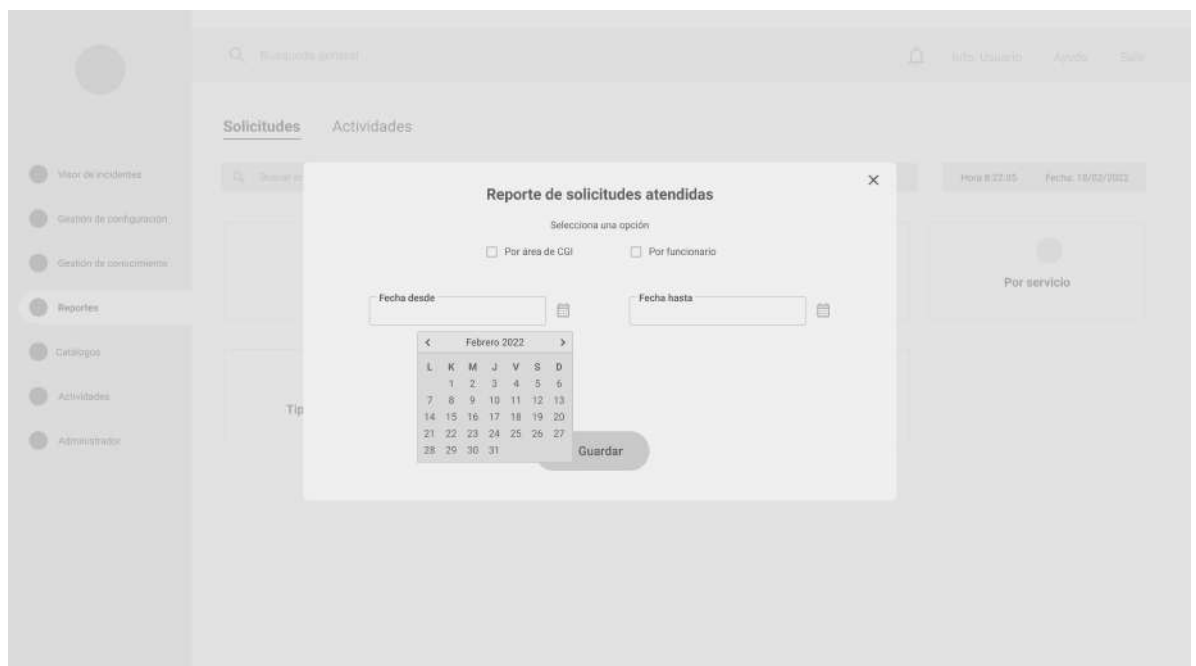 Búsqueda general
Info. Usuario
Ayuda
Salir
Solicitudes
Actividades
Visor de incidentes
Gestión de configuración
Gestión de conocimiento
Reportes
Catálogos
Actividades
Administrador
Hora 8:22:05
Fecha: 18/02/2022
Reporte de solicitudes atendidas
Selecciona una opción
Por área de CGI
Por funcionario
Fecha desde
Fecha hasta
Febrero 2022
L K M J V S D
1 2 3 4 5 6
7 8 9 10 11 12 13
14 15 16 17 18 19 20
21 22 23 24 25 26 27
28 29 30 31
Guardar
Por servicio
Tip